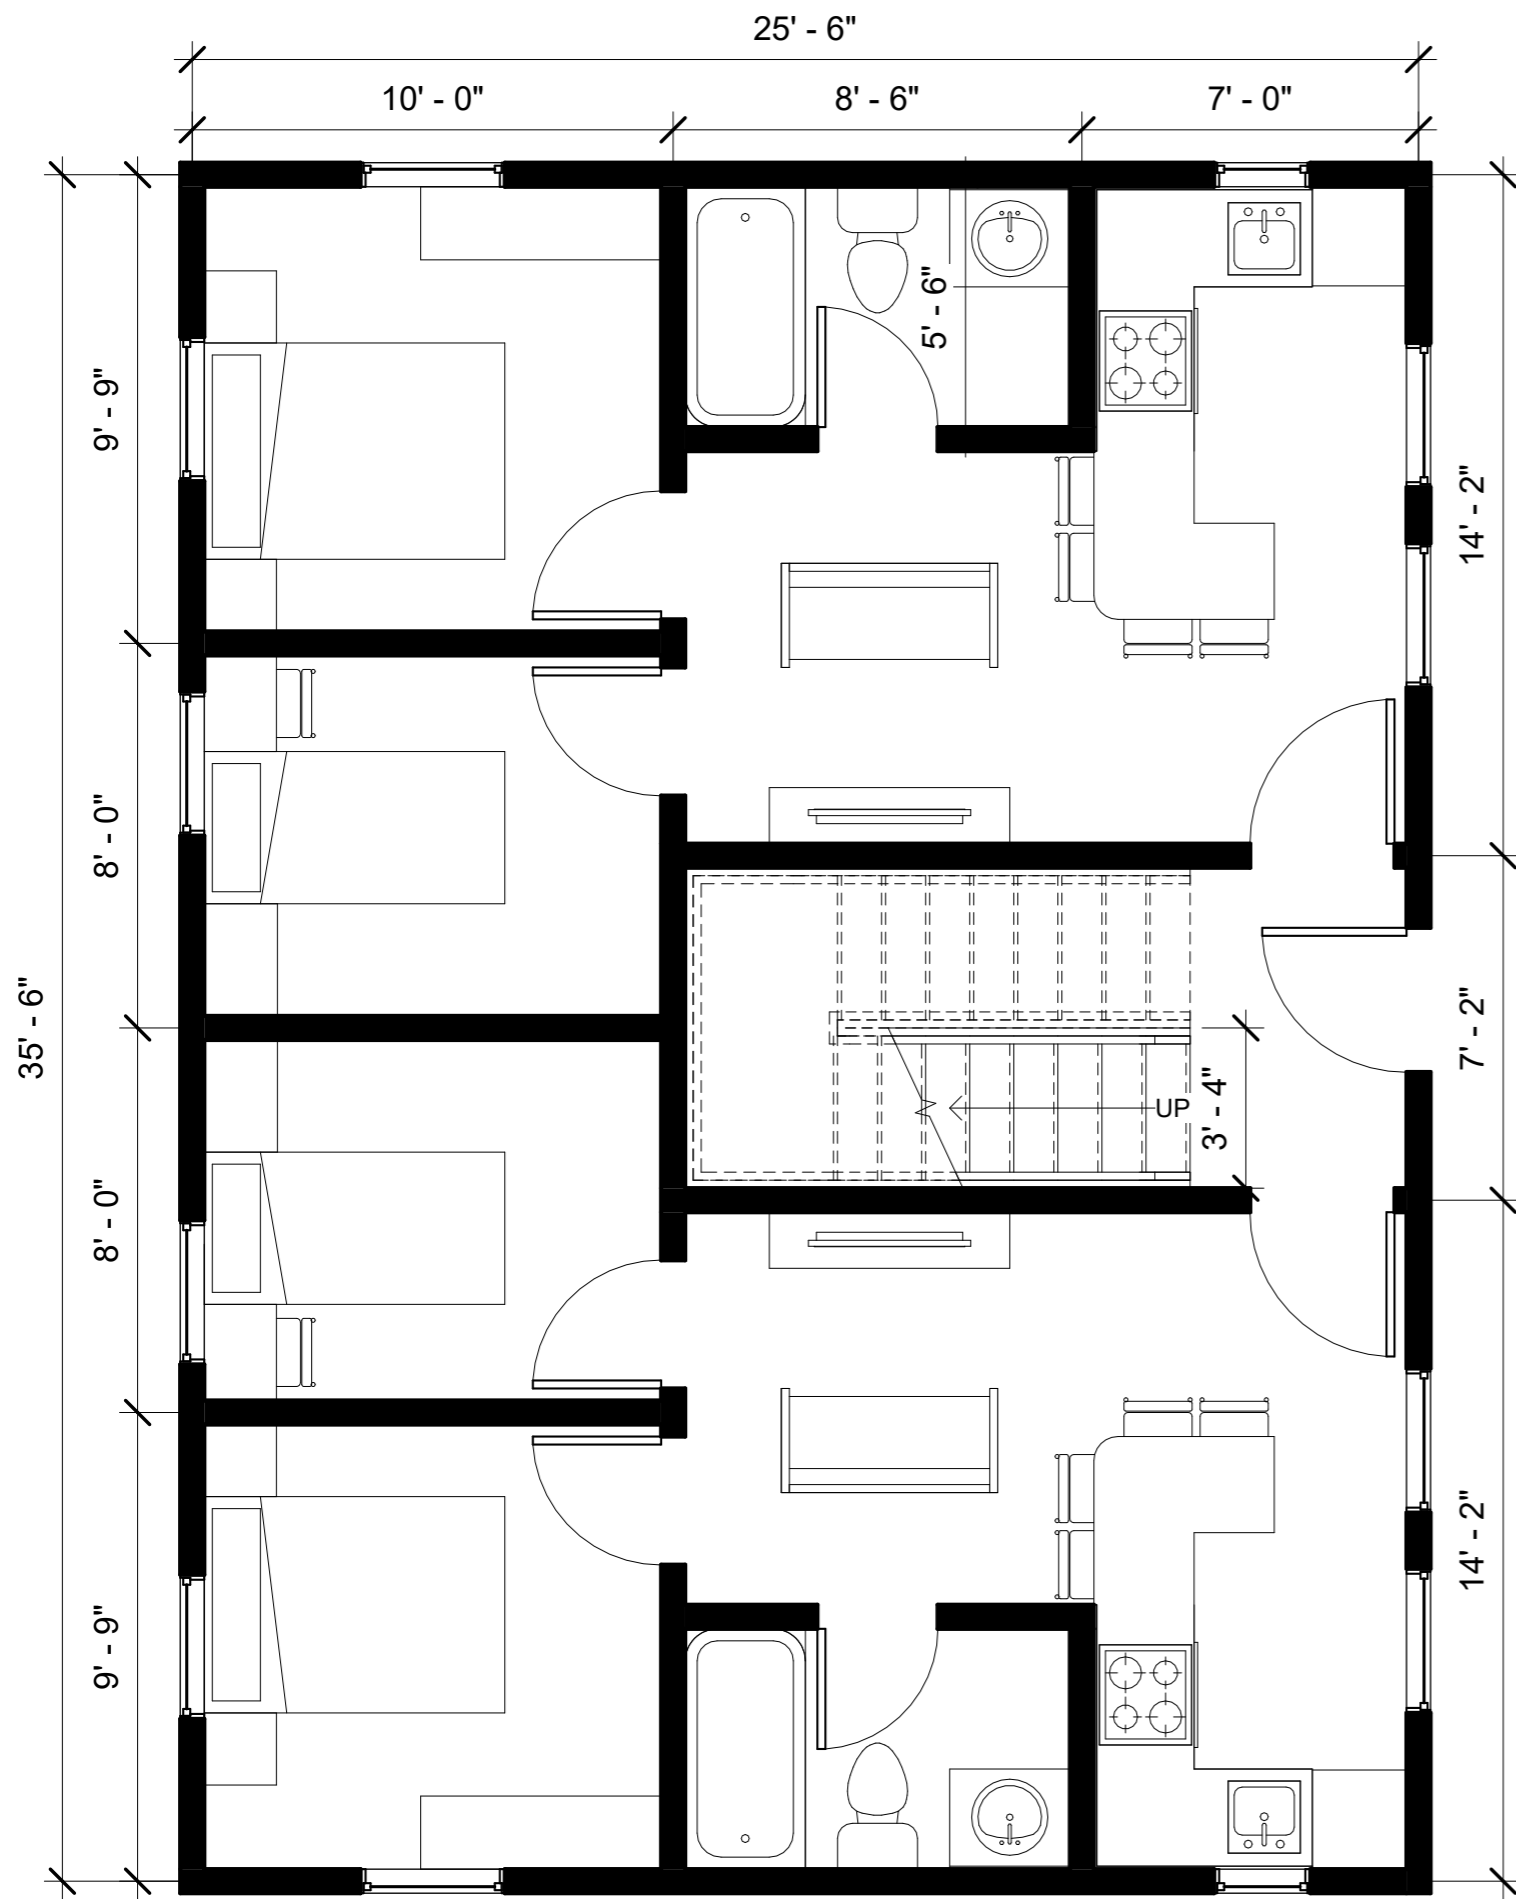 25' - 6"
10' - 0"
8' - 6"
7' - 0"
5' - 6"
9' - 9"
14' - 2"
8' - 0"
35' - 6"
7' - 2"
UP
3' - 4"
8' - 0"
14' - 2"
9' - 9"